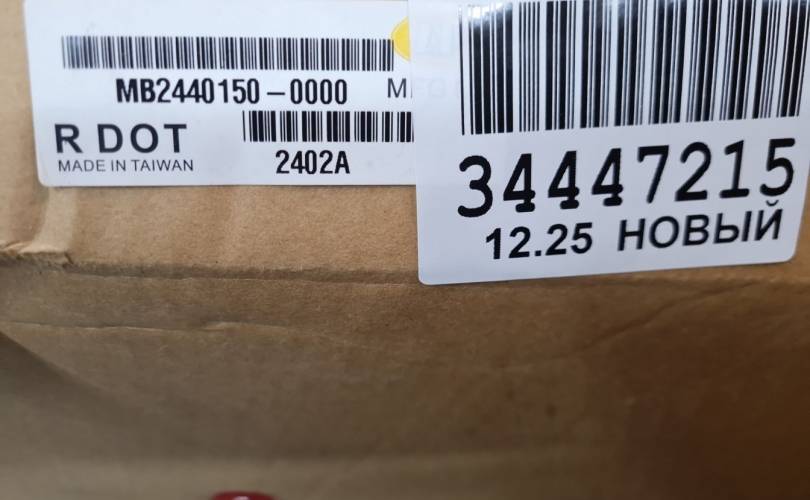 MB2440150-0000
R DOT
MADE IN TAIWAN
2402A
34447215
12.25 НОВЫЙ